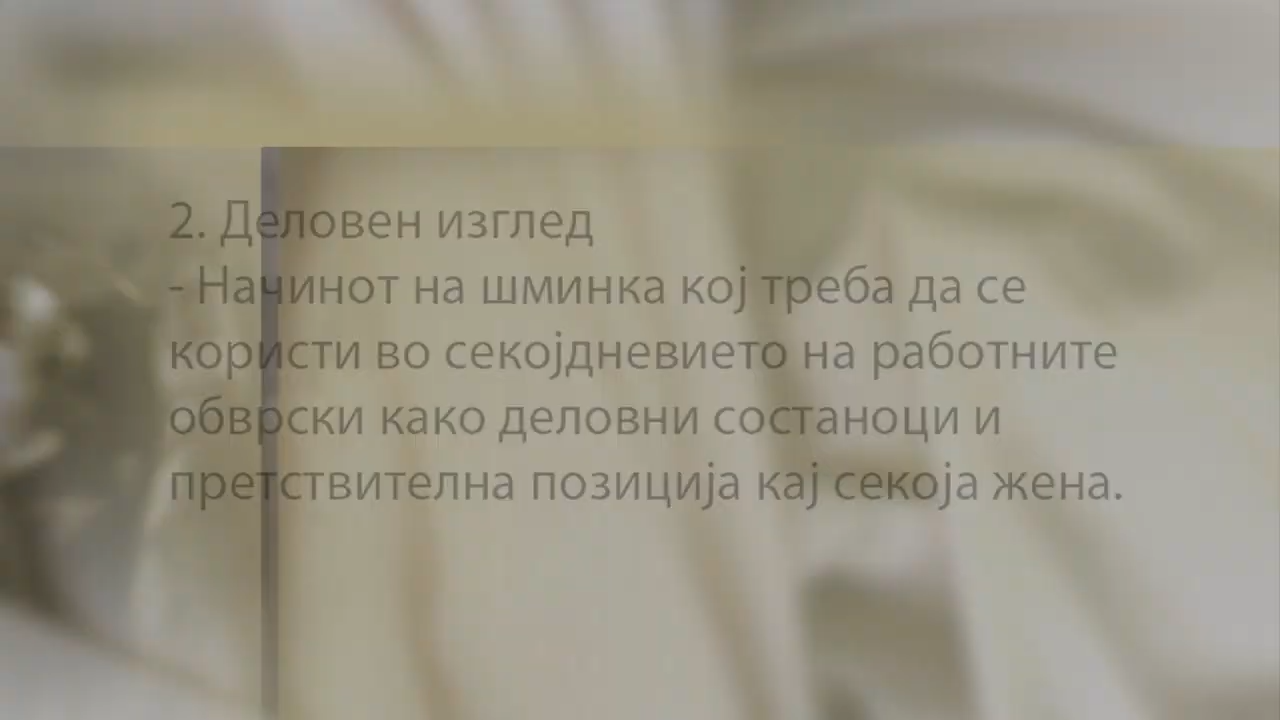 2. Деловен изглед
- Начинот на шминка кој треба да се
користи во секојдневието на работните
обврски како деловни состаноци и
претствителна позиција кај секоја жена.